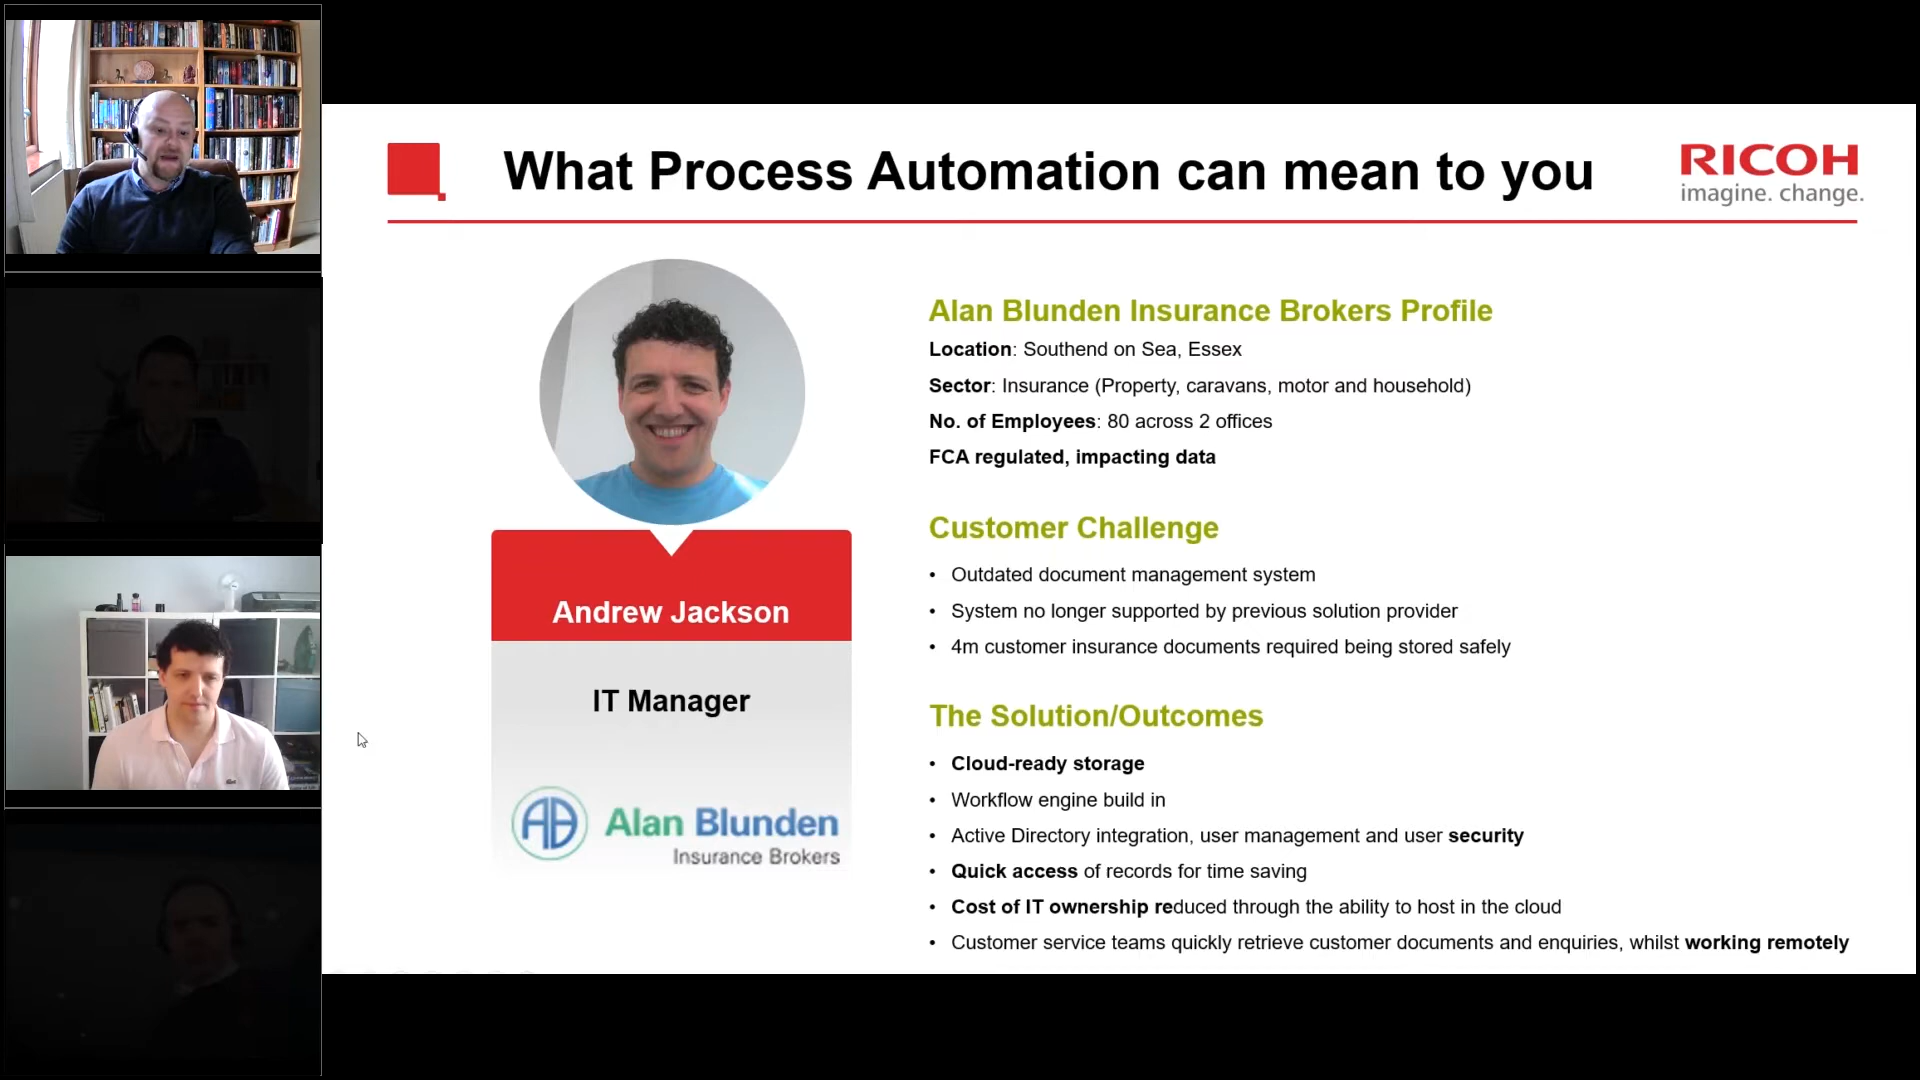 What Process Automation can mean to you
RICOH
imagine. change.
Andrew Jackson
IT Manager
AB Alan Blunden
Insurance Brokers
Alan Blunden Insurance Brokers Profile
Location: Southend on Sea, Essex
Sector: Insurance (Property, caravans, motor and household)
No. of Employees: 80 across 2 offices
FCA regulated, impacting data
Customer Challenge
• Outdated document management system
• System no longer supported by previous solution provider
• 4m customer insurance documents required being stored safely
The Solution/Outcomes
• Cloud-ready storage
• Workflow engine build in
• Active Directory integration, user management and user security
• Quick access of records for time saving
• Cost of IT ownership reduced through the ability to host in the cloud
• Customer service teams quickly retrieve customer documents and enquiries, whilst working remotely